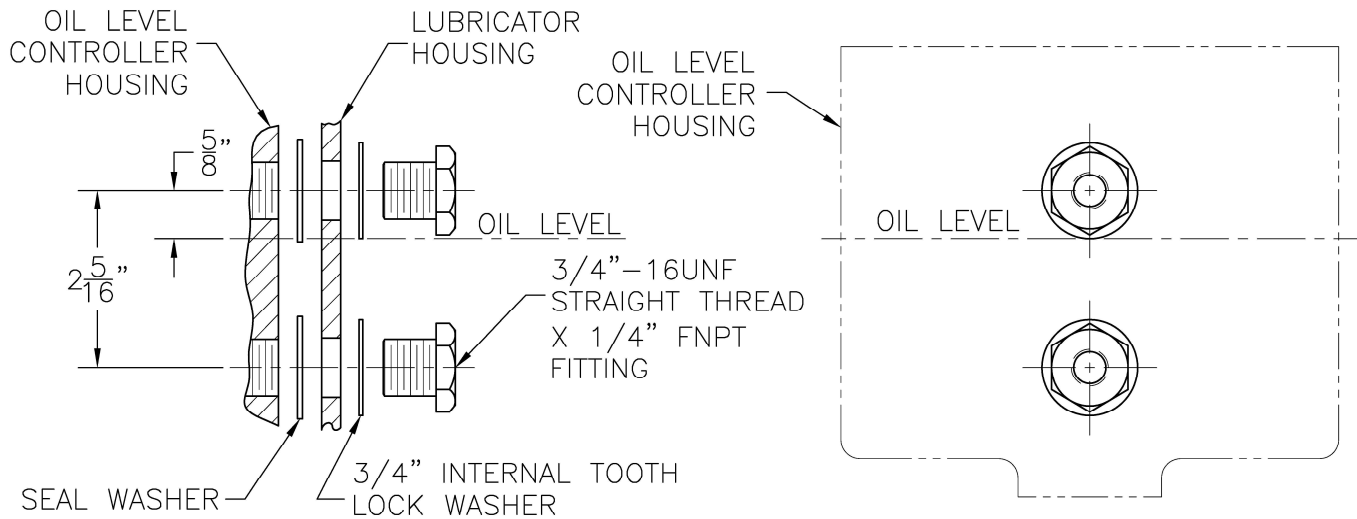 OIL LEVEL
CONTROLLER
HOUSING
LUBRICATOR
HOUSING
5/8”
2 5/16”
OIL LEVEL
3/4”-16UNF
STRAIGHT THREAD
X 1/4” FNPT
FITTING
SEAL WASHER
3/4” INTERNAL TOOTH
LOCK WASHER
OIL LEVEL
CONTROLLER
HOUSING
OIL LEVEL